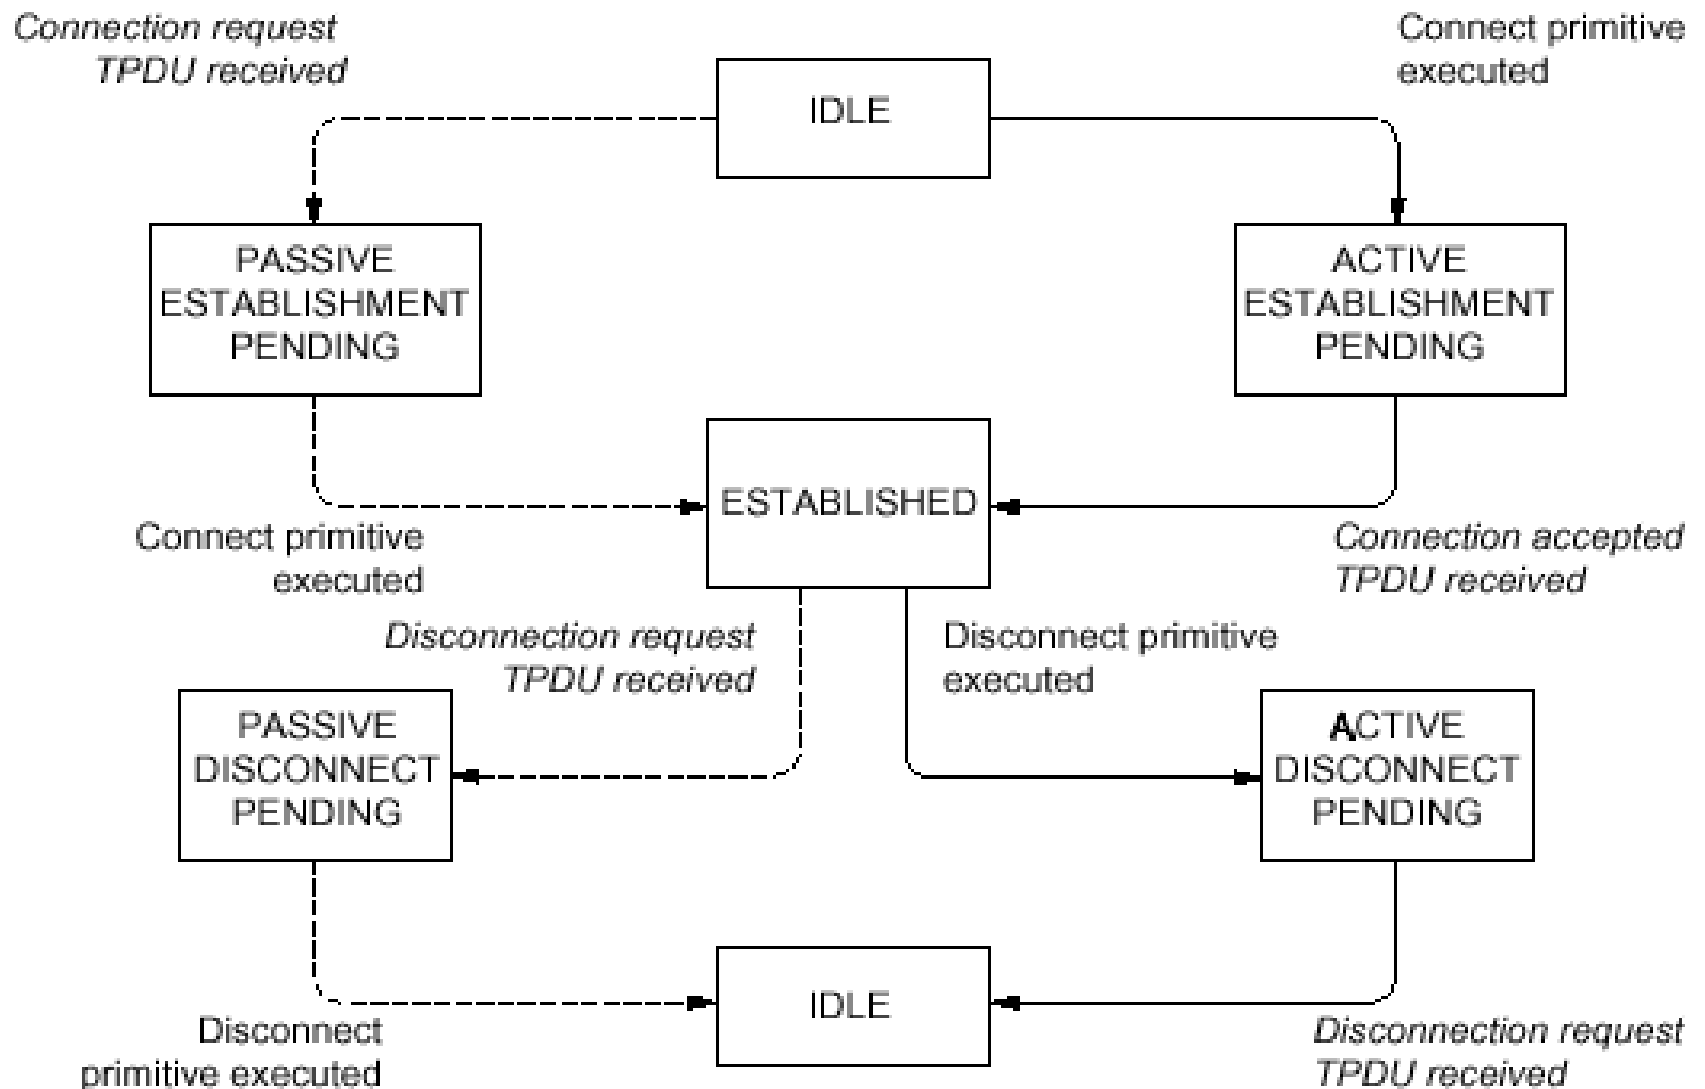 Connection request
TPDU received
Connect primitive
executed
IDLE
PASSIVE
ESTABLISHMENT
PENDING
ACTIVE
ESTABLISHMENT
PENDING
ESTABLISHED
Connect primitive
executed
Connection accepted
TPDU received
Disconnection request
TPDU received
Disconnect primitive
executed
PASSIVE
DISCONNECT
PENDING
ACTIVE
DISCONNECT
PENDING
IDLE
Disconnect
primitive executed
Disconnection request
TPDU received